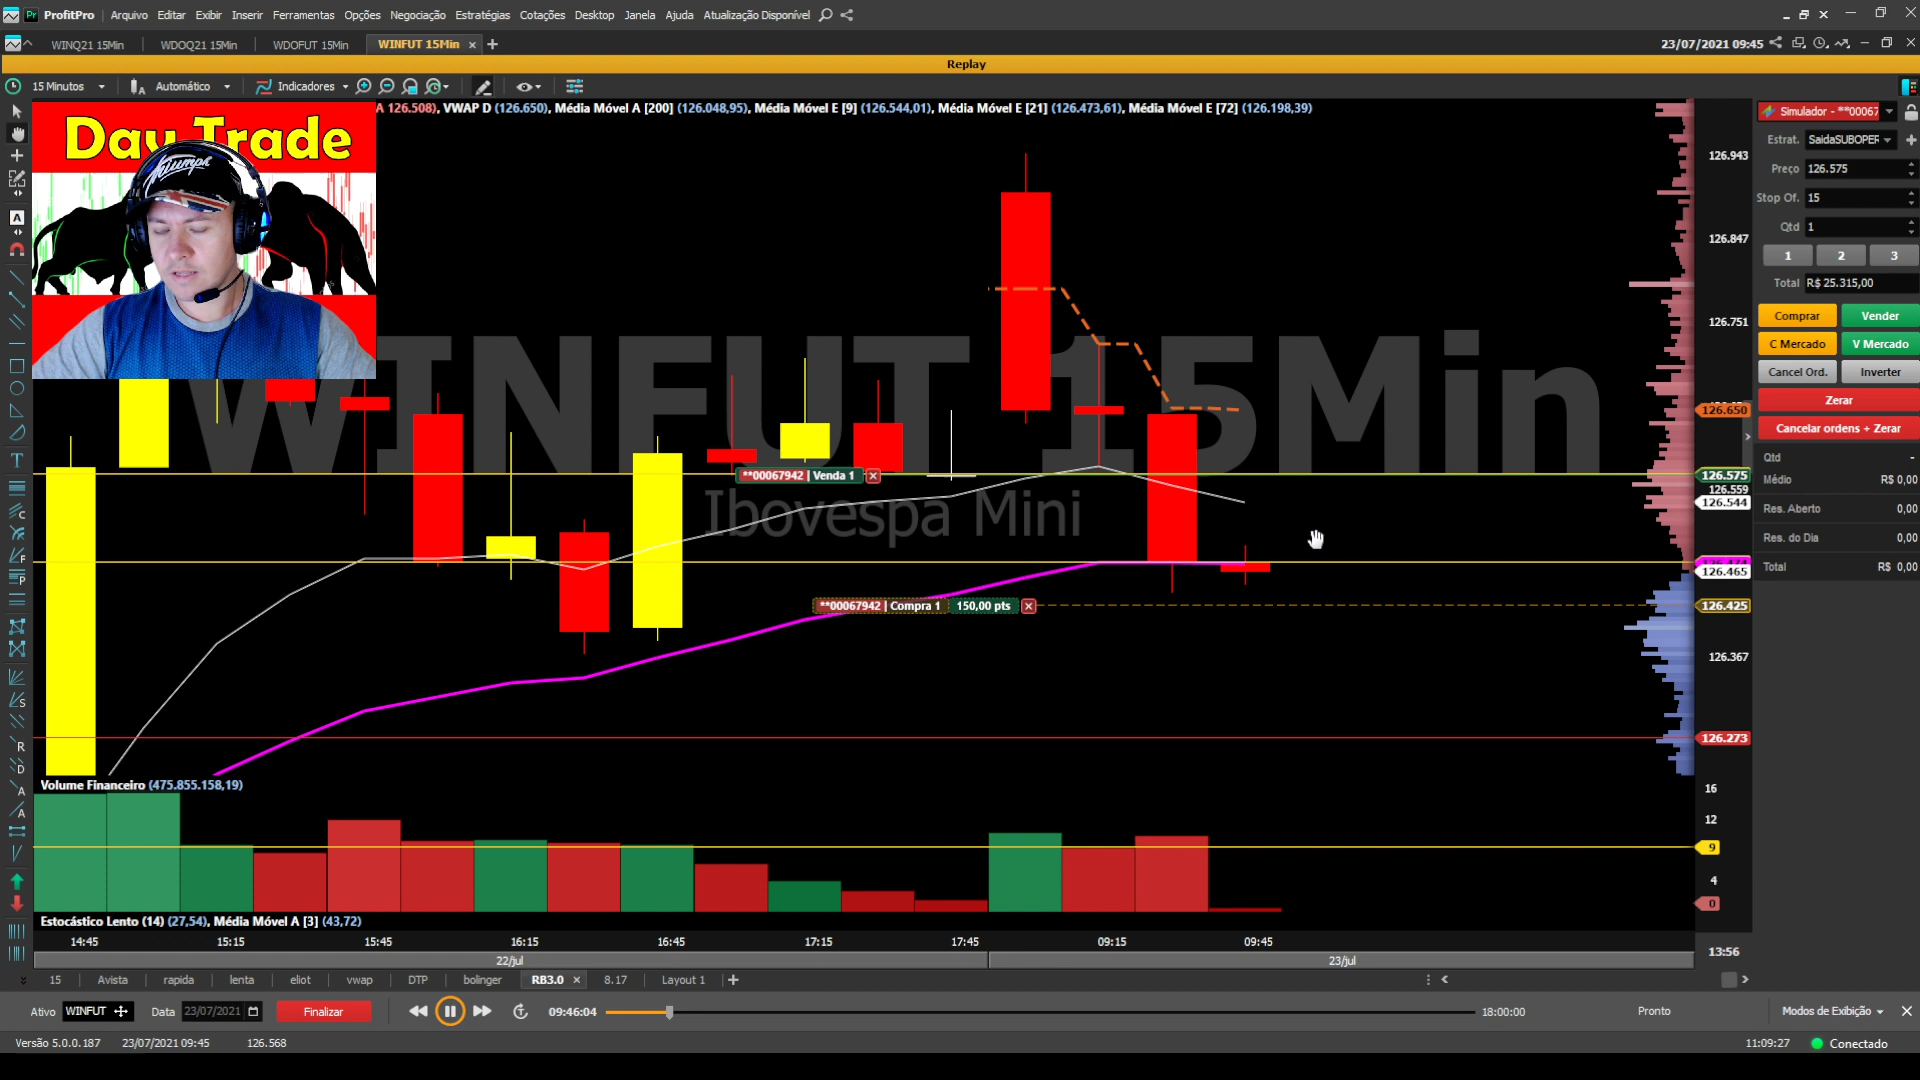 Pr ProfitPro Arquivo Editar Exibir Inserir Ferramentas Opções Negociação Estratégias Cotações Desktop Janela Ajuda Atualização Disponível
WINQ21 15Min WDOQ21 15Min WDOFUT 15Min WINFUT 15Min 23/07/2021 09:45
Replay
15 Minutos Automático Indicadores
A 126.508), VWAP D (126.650), Média Móvel A [200] (126.048,95), Média Móvel E [9] (126.544,01), Média Móvel E [21] (126.473,61), Média Móvel E [72] (126.198,39)
Day Trade
Triumph
WINFUT 15Min
Ibovespa Mini
**00067942 | Venda 1
**00067942 | Compra 1 150,00 pts
126.943
126.847
126.751
126.650
126.575
126.559
126.544
126.465
126.425
126.367
126.273
Simulador - **00067
Estrat. SaidaSUBOPER
Preço 126.575
Stop Of. 15
Qtd 1
1 2 3
Total R$ 25.315,00
Comprar Vender
C Mercado V Mercado
Cancel Ord. Inverter
Zerar
Cancelar ordens + Zerar
Qtd -
Médio R$ 0,00
Res. Aberto 0,00
Res. do Dia 0,00
Total R$ 0,00
Volume Financeiro (475.855.158,19)
16
12
9
4
0
Estocástico Lento (14) (27,54), Média Móvel A [3] (43,72)
14:45 15:15 15:45 16:15 16:45 17:15 17:45 09:15 09:45
13:56
22/jul 23/jul
15 Avista rapida lenta eliot vwap DTP bolinger RB3.0 8.17 Layout 1
Ativo WINFUT Data 23/07/2021 Finalizar 09:46:04 18:00:00 Pronto Modos de Exibição
Versão 5.0.0.187 23/07/2021 09:45 126.568 11:09:27 Conectado